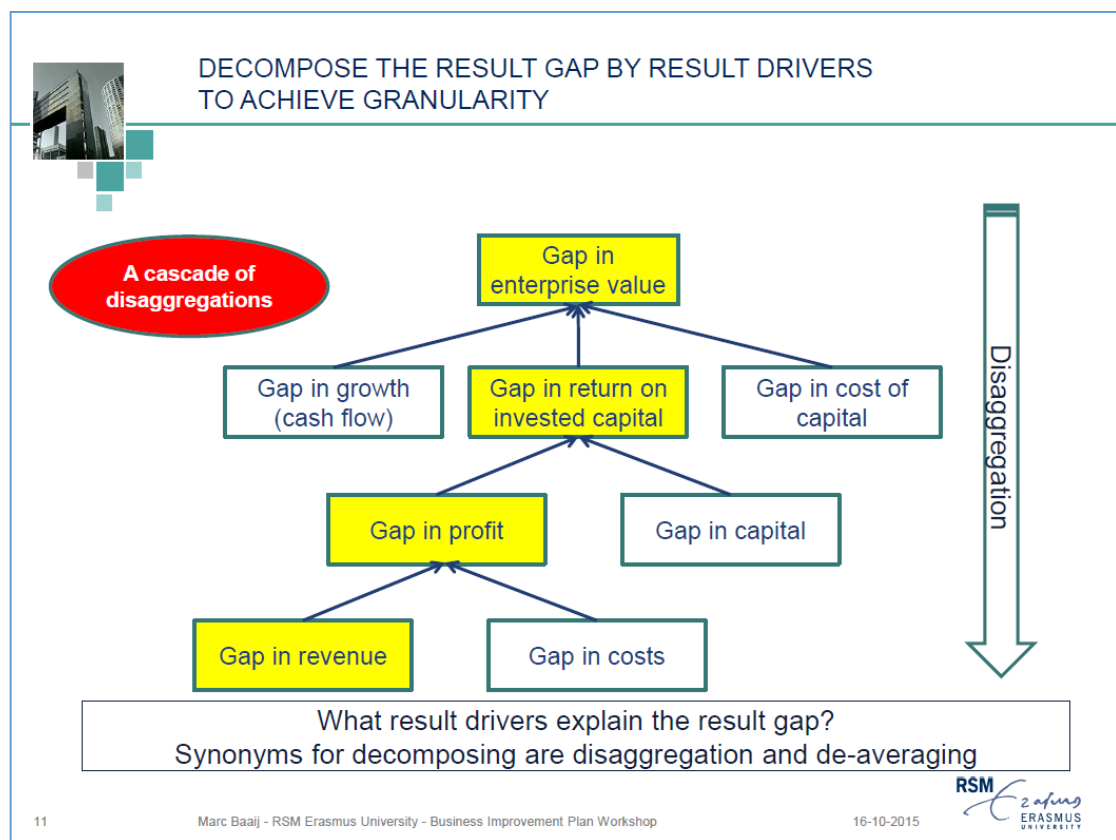 DECOMPOSE THE RESULT GAP BY RESULT DRIVERS
TO ACHIEVE GRANULARITY
A cascade of
disaggregations
Gap in
enterprise value
Gap in growth
(cash flow)
Gap in return on
invested capital
Gap in cost of
capital
Disaggregation
Gap in profit
Gap in capital
Gap in revenue
Gap in costs
What result drivers explain the result gap?
Synonyms for decomposing are disaggregation and de-averaging
11
Marc Baaij - RSM Erasmus University - Business Improvement Plan Workshop
16-10-2015
RSM
Erasmus
ERASMUS
UNIVERSITY